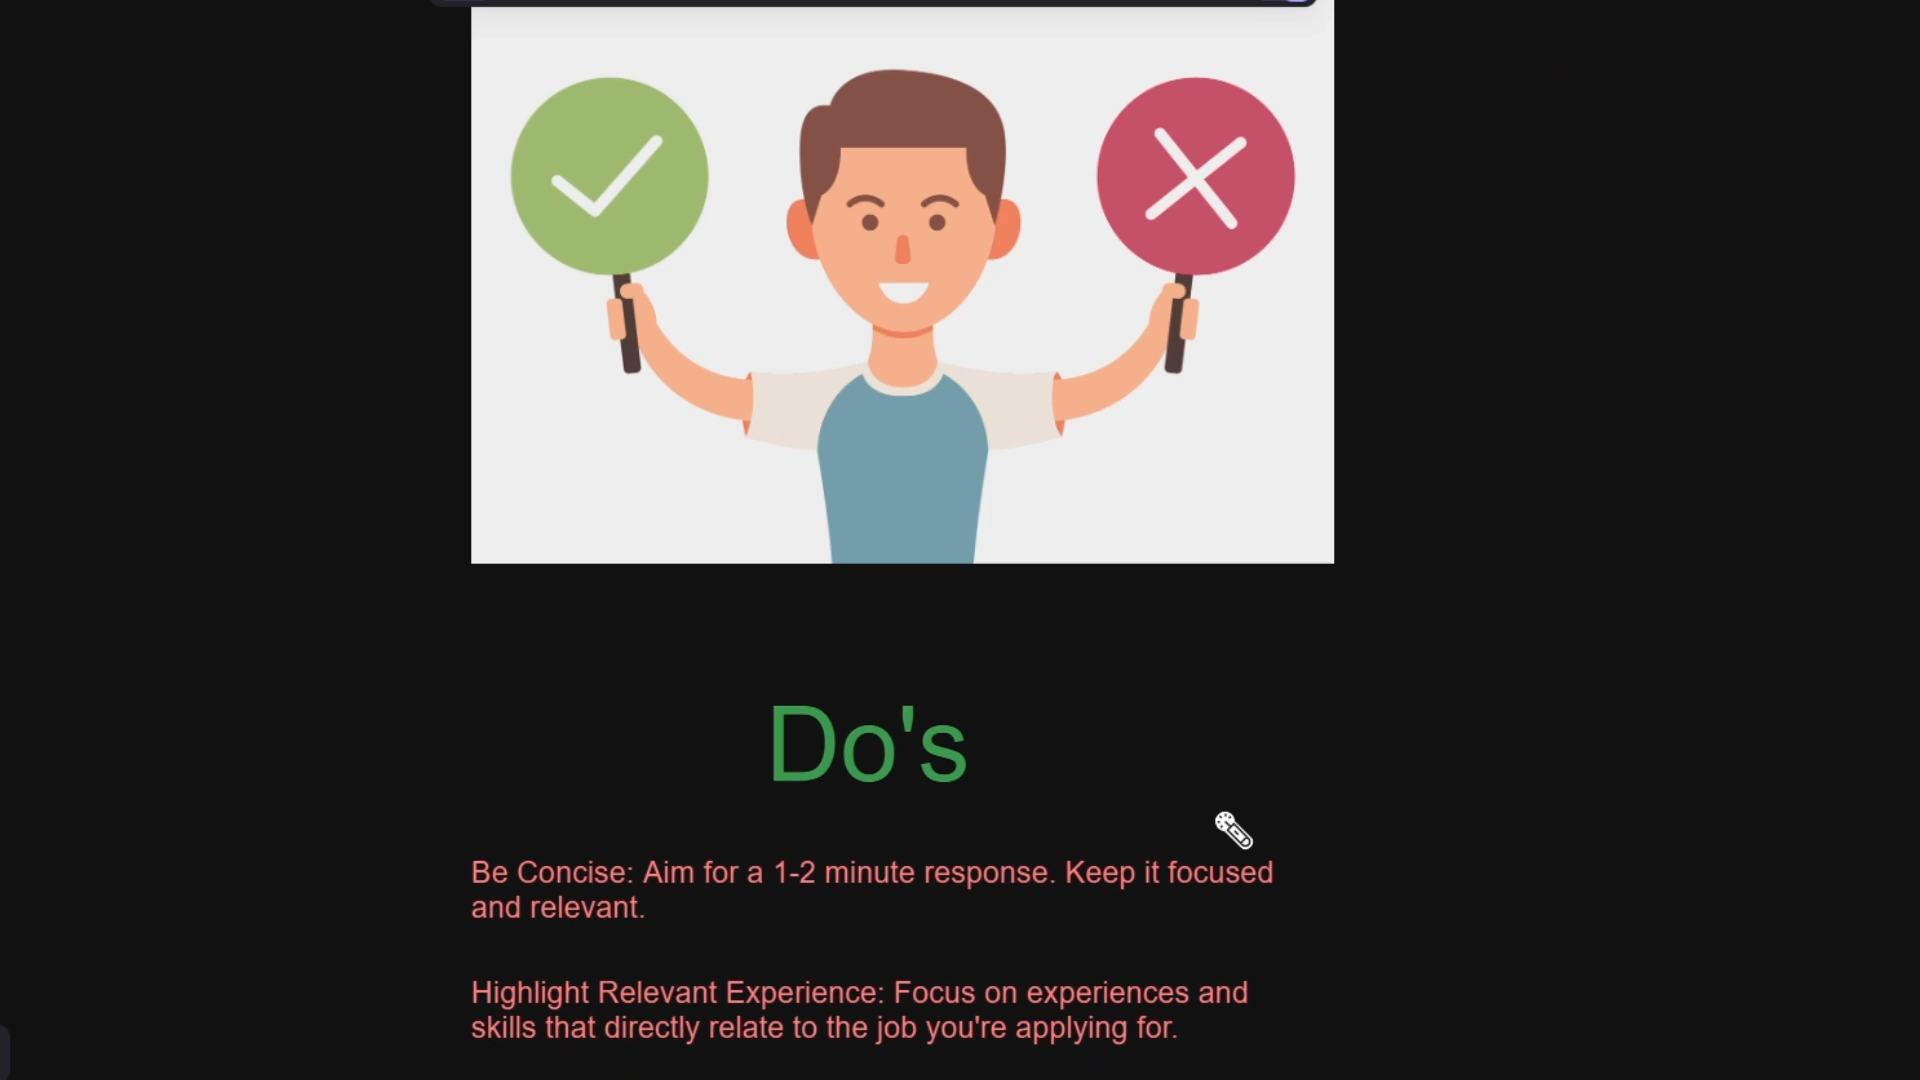 Do's
Be Concise: Aim for a 1-2 minute response. Keep it focused
and relevant.
Highlight Relevant Experience: Focus on experiences and
skills that directly relate to the job you're applying for.